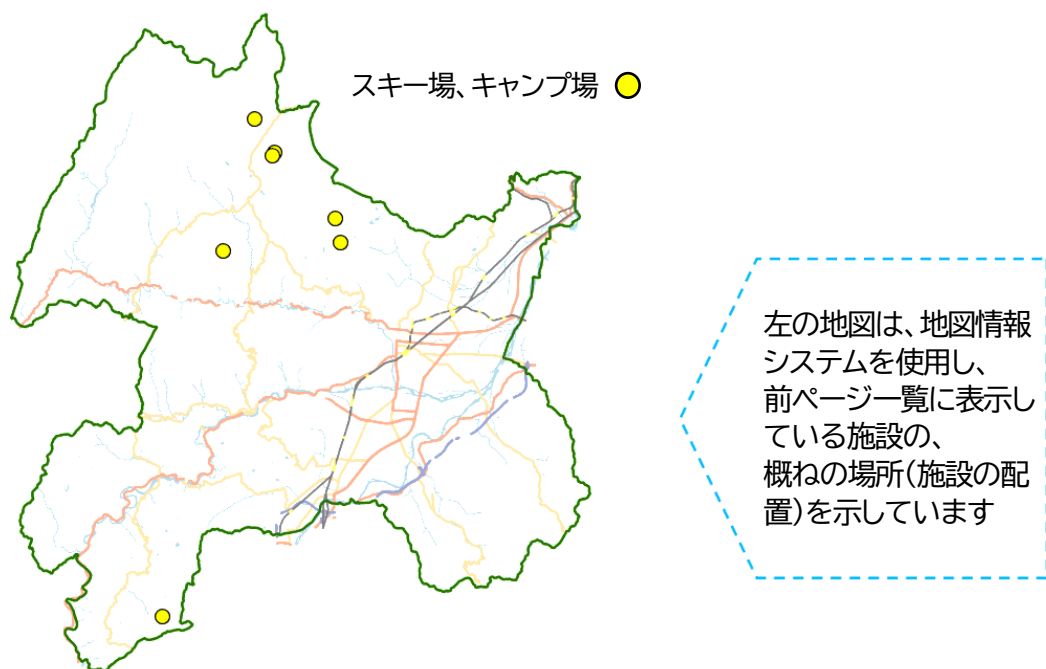 スキー場、キャンプ場
左の地図は、地図情報
システムを使用し、
前ページ一覧に表示し
ている施設の、
概ねの場所(施設の配
置)を示しています